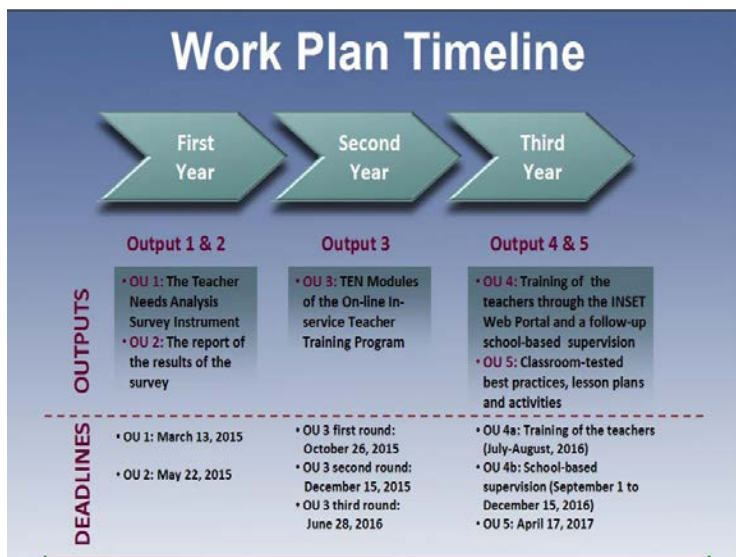 Work Plan Timeline
First
Year
Second
Year
Third
Year
Output 1 & 2
Output 3
Output 4 & 5
OUTPUTS
• OU 1: The Teacher
Needs Analysis
Survey Instrument
• OU 2: The report of
the results of the
survey
• OU 3: TEN Modules
of the On-line In-
service Teacher
Training Program
• OU 4: Training of the
teachers through the INSET
Web Portal and a follow-up
school-based supervision
• OU 5: Classroom-tested
best practices, lesson plans
and activities
DEADLINES
• OU 1: March 13, 2015
• OU 2: May 22, 2015
• OU 3 first round:
October 26, 2015
• OU 3 second round:
December 15, 2015
• OU 3 third round:
June 28, 2016
• OU 4a: Training of the teachers
(July-August, 2016)
• OU 4b: School-based
supervision (September 1 to
December 15, 2016)
• OU 5: April 17, 2017